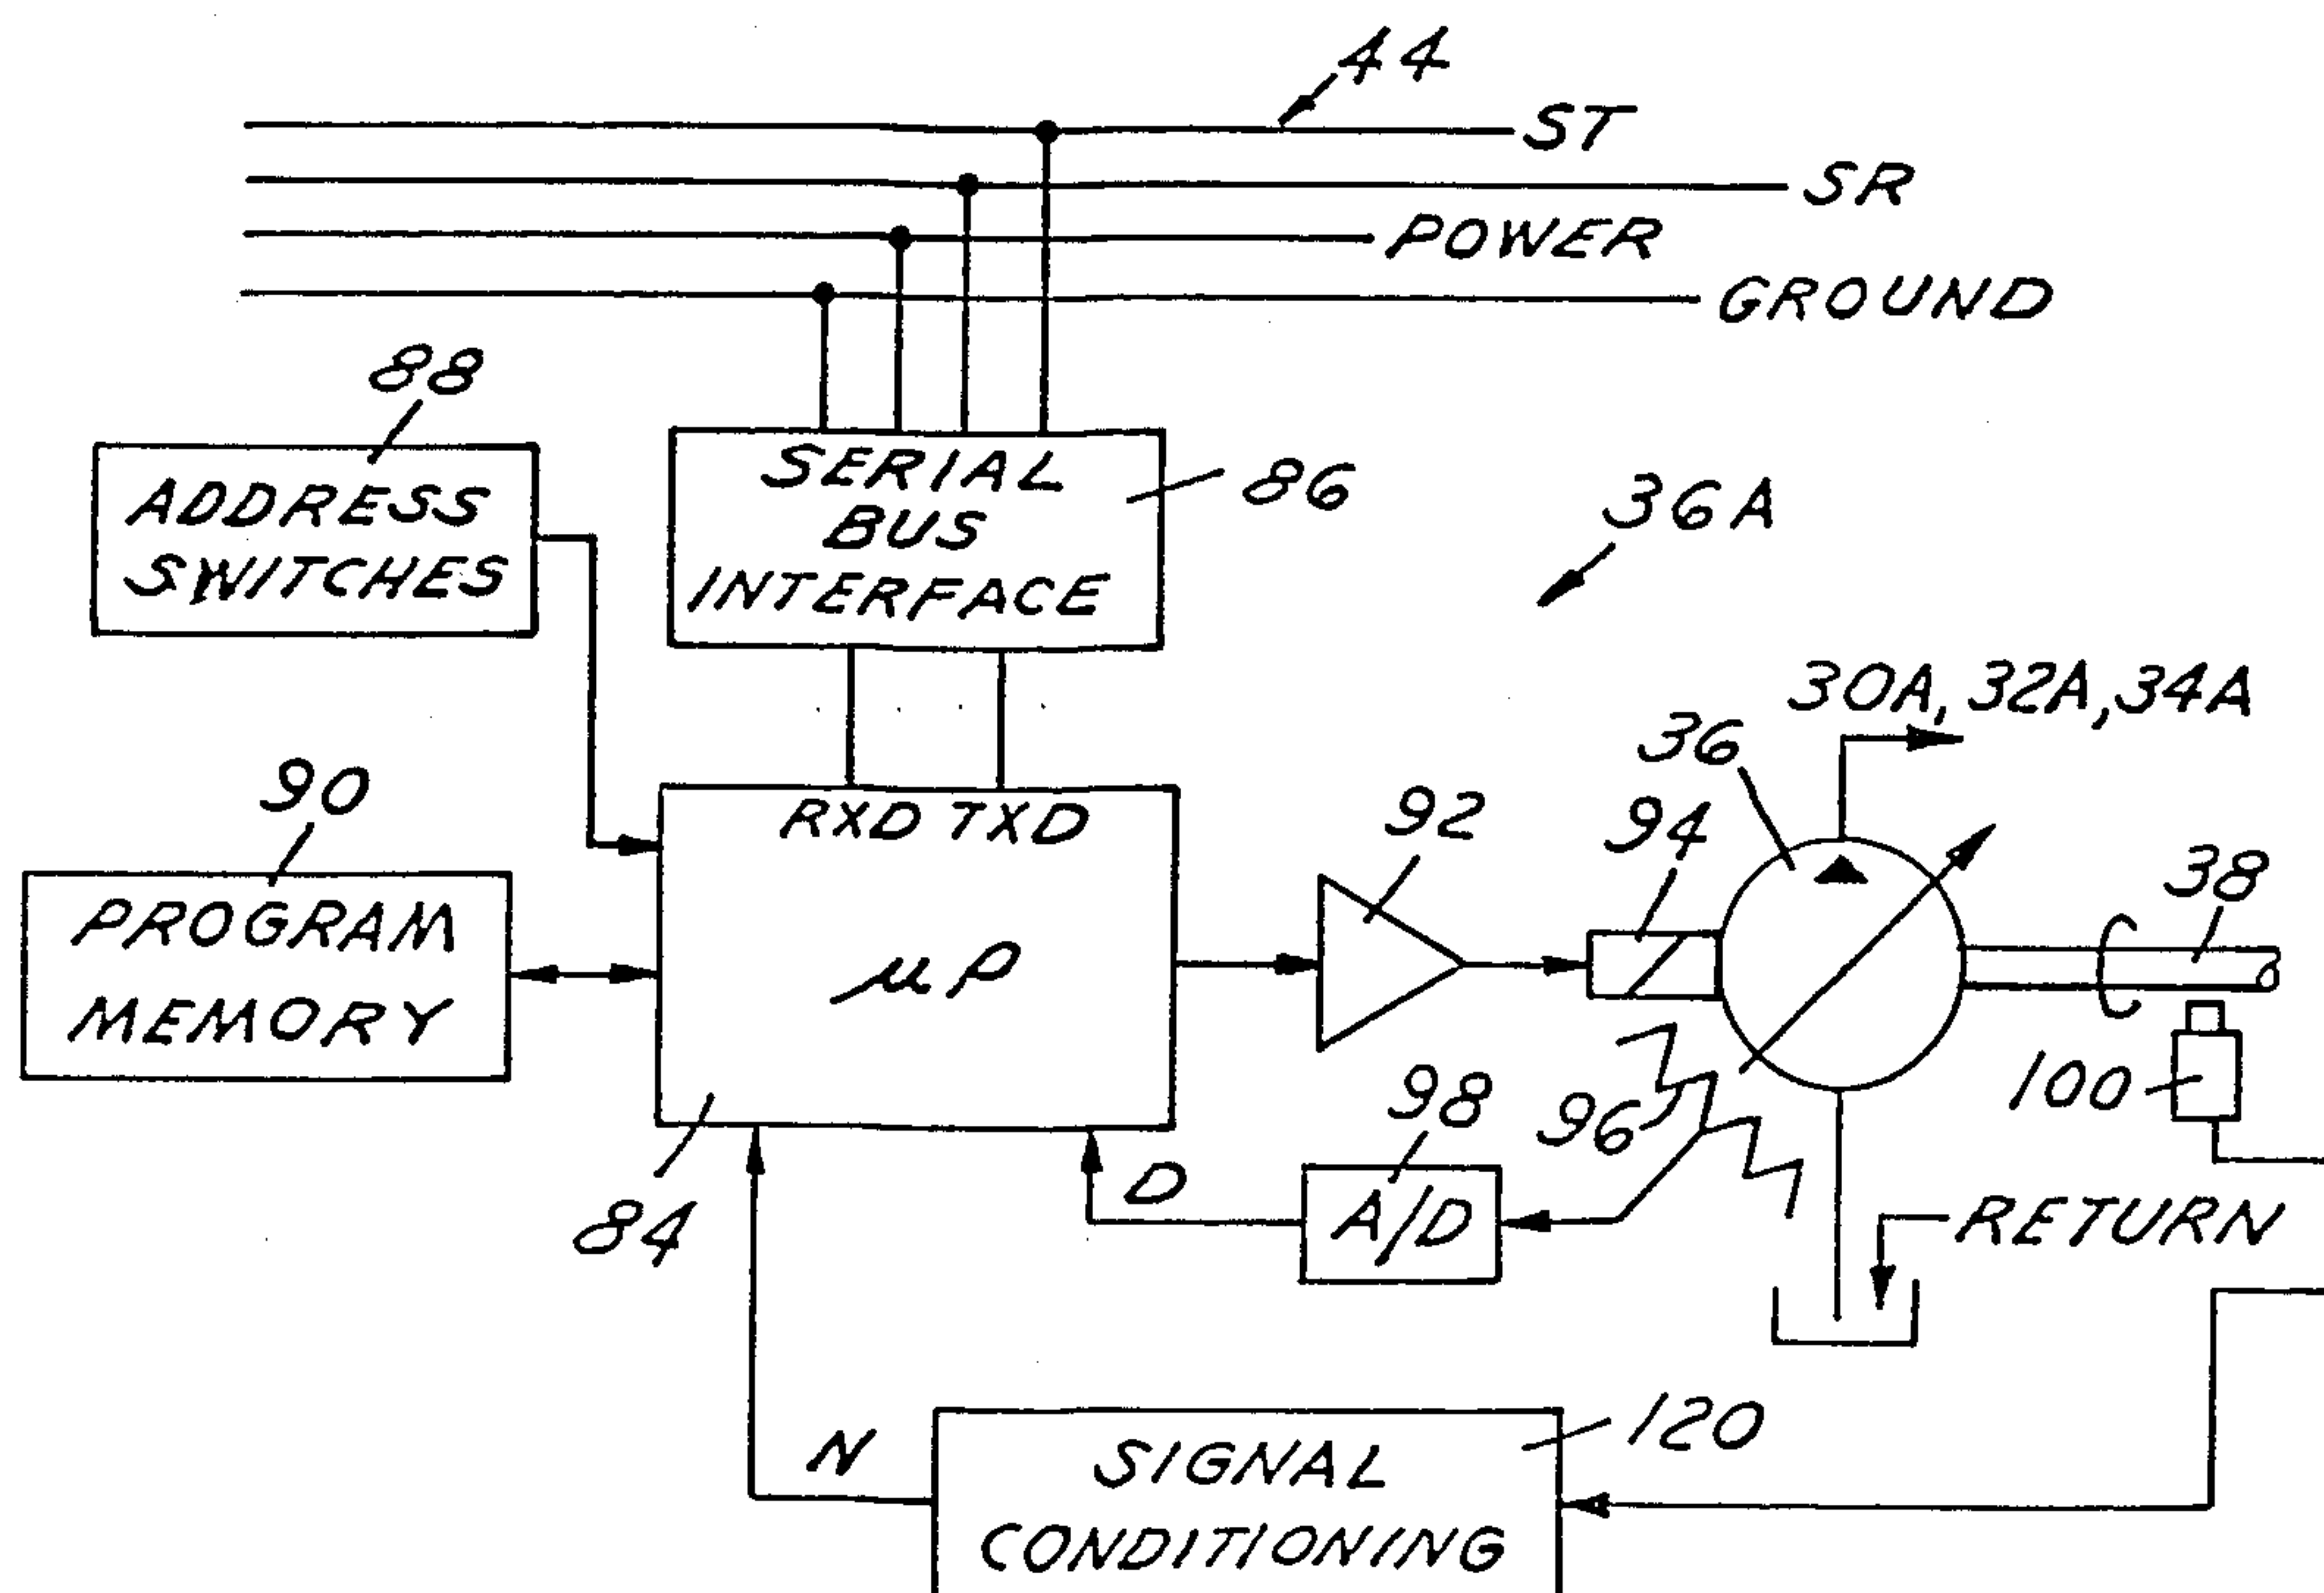 44
ST
SR
POWER
GROUND
88
ADDRESS
SWITCHES
SERIAL
BUS
INTERFACE
86
36A
30A, 32A, 34A
36
90
PROGRAM
MEMORY
RXD TXD
μP
84
92
94
38
100
96
98
A/D
D
RETURN
N
120
SIGNAL
CONDITIONING